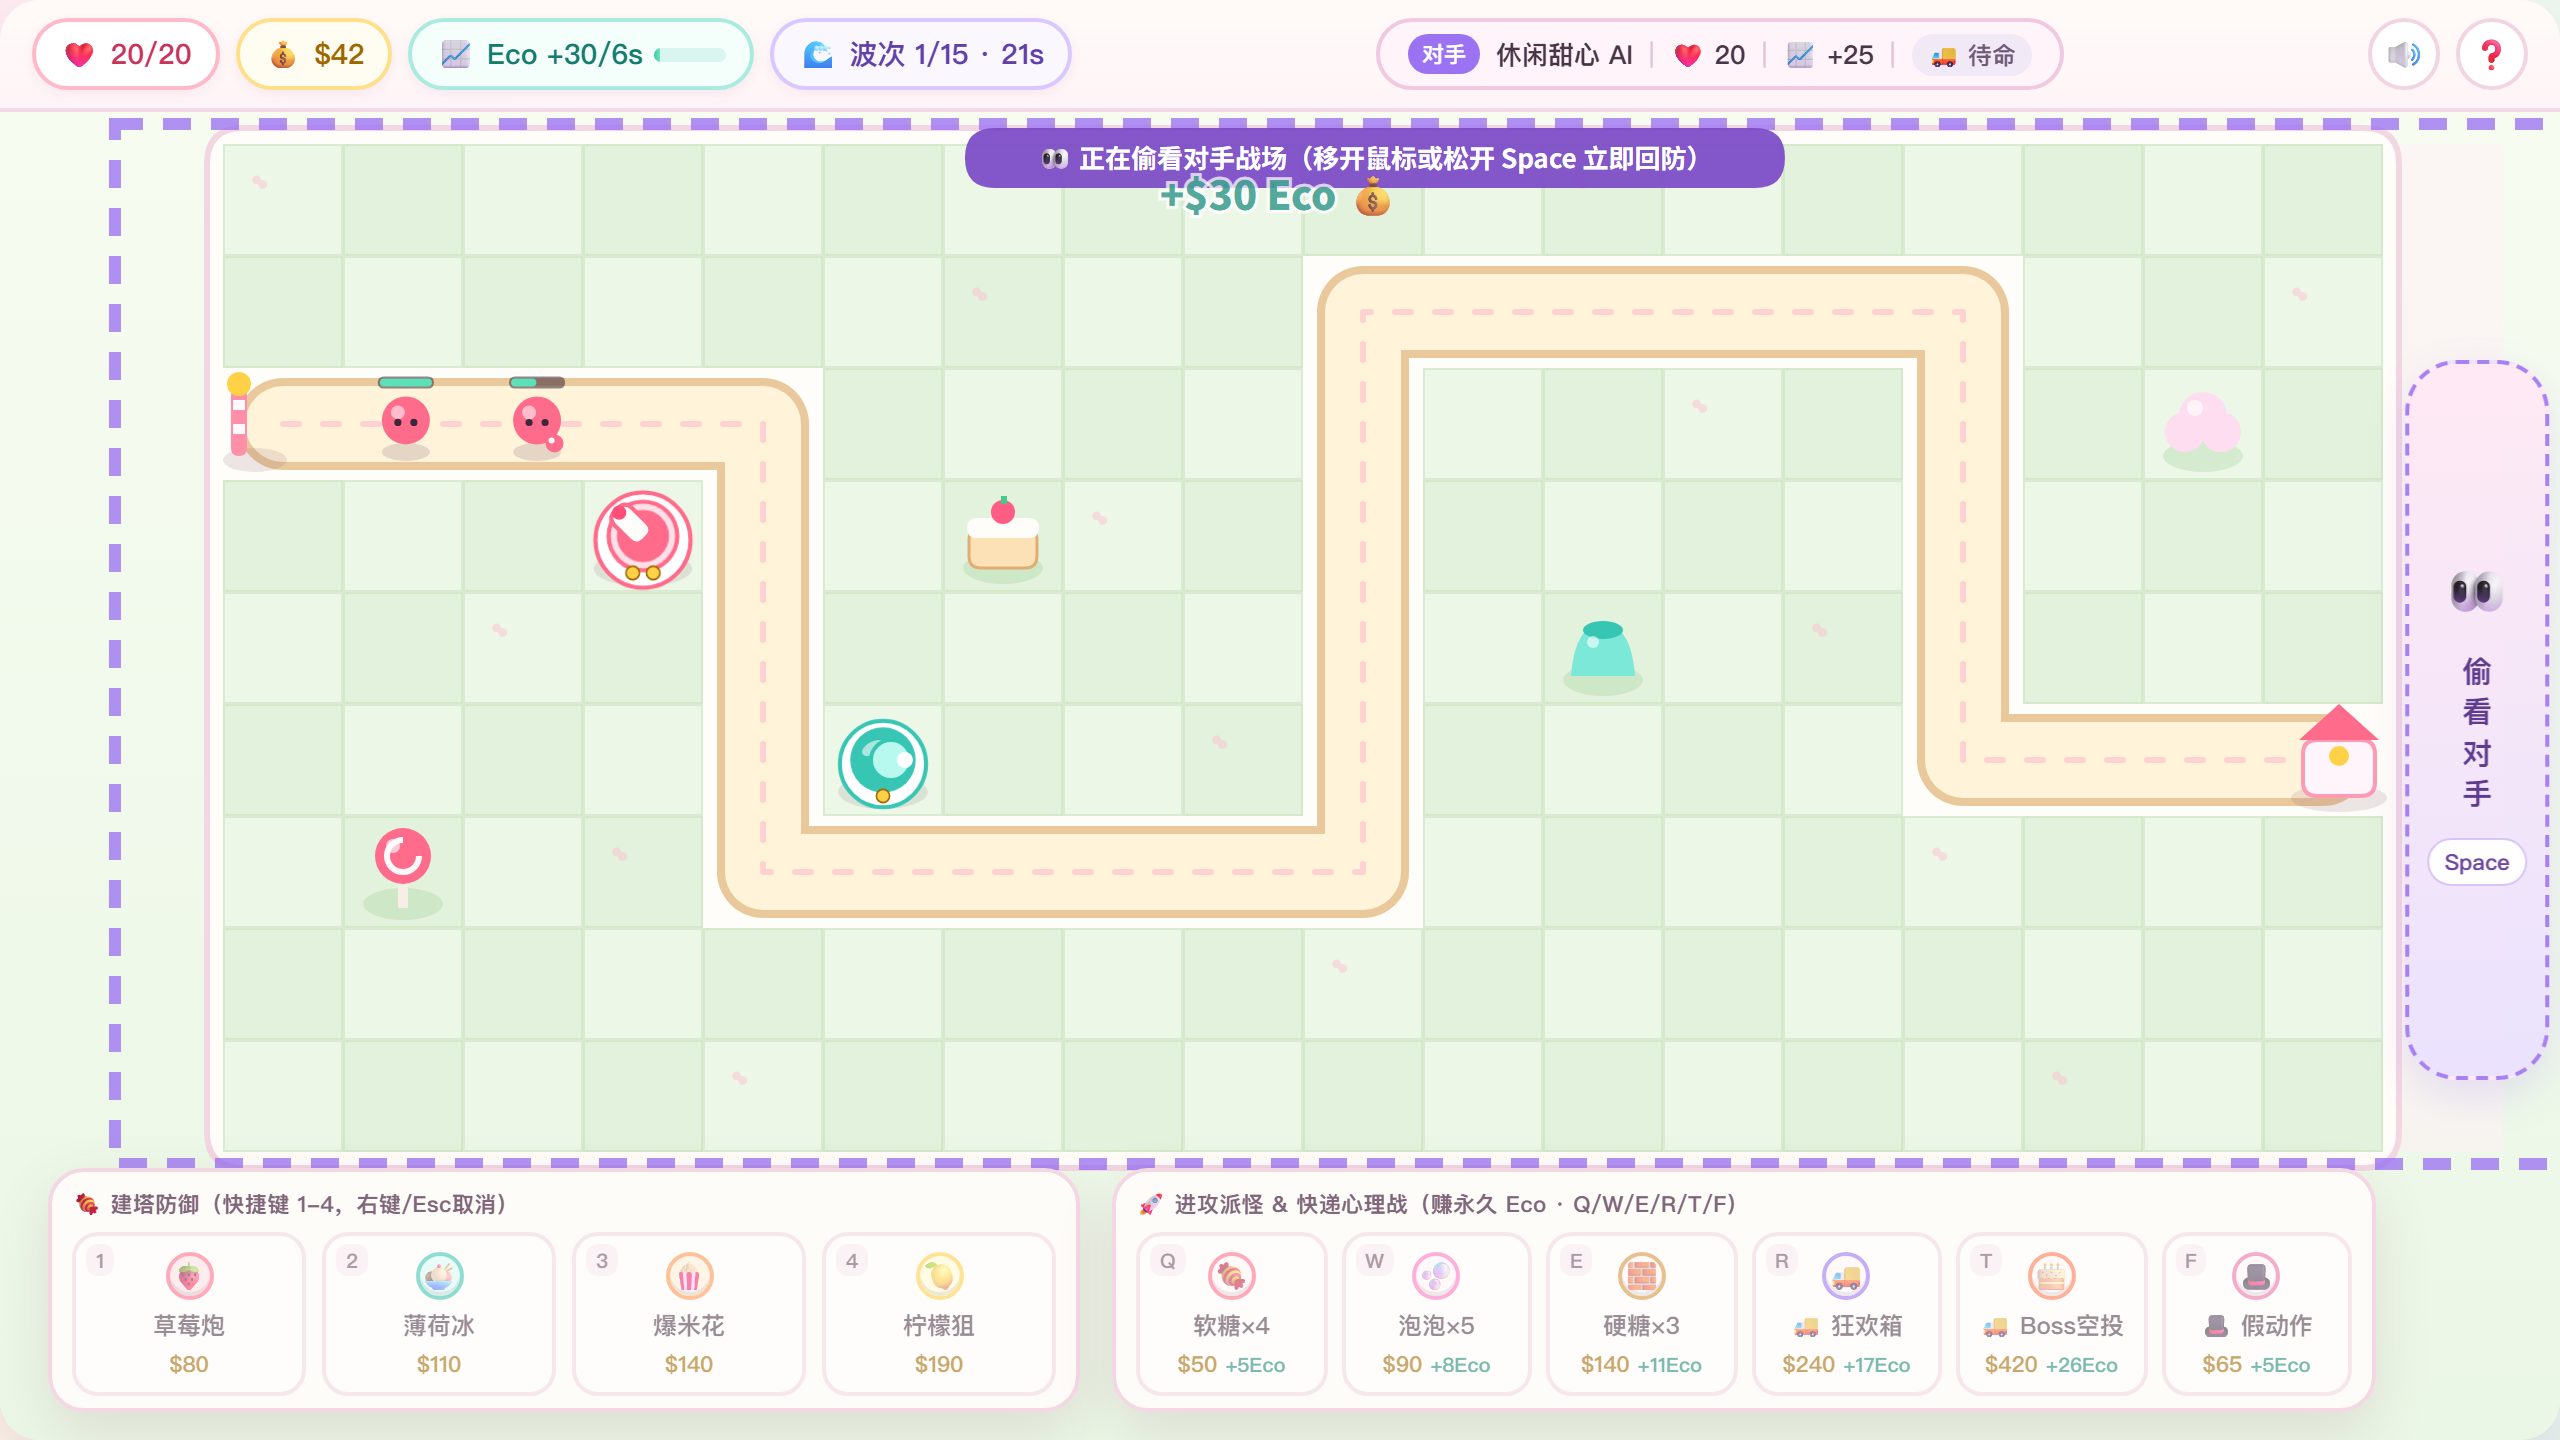 20/20
$42
Eco +30/6s
波次 1/15 · 21s
对手 休闲甜心 AI | 20 | +25 | 待命
?
正在偷看对手战场（移开鼠标或松开 Space 立即回防）
+$30 Eco
偷看对手
Space
建塔防御（快捷键 1–4，右键/Esc取消）
1
草莓炮
$80
2
薄荷冰
$110
3
爆米花
$140
4
柠檬狙
$190
进攻派怪 & 快递心理战（赚永久 Eco · Q/W/E/R/T/F）
Q
软糖×4
$50 +5Eco
W
泡泡×5
$90 +8Eco
E
硬糖×3
$140 +11Eco
R
狂欢箱
$240 +17Eco
T
Boss空投
$420 +26Eco
F
假动作
$65 +5Eco